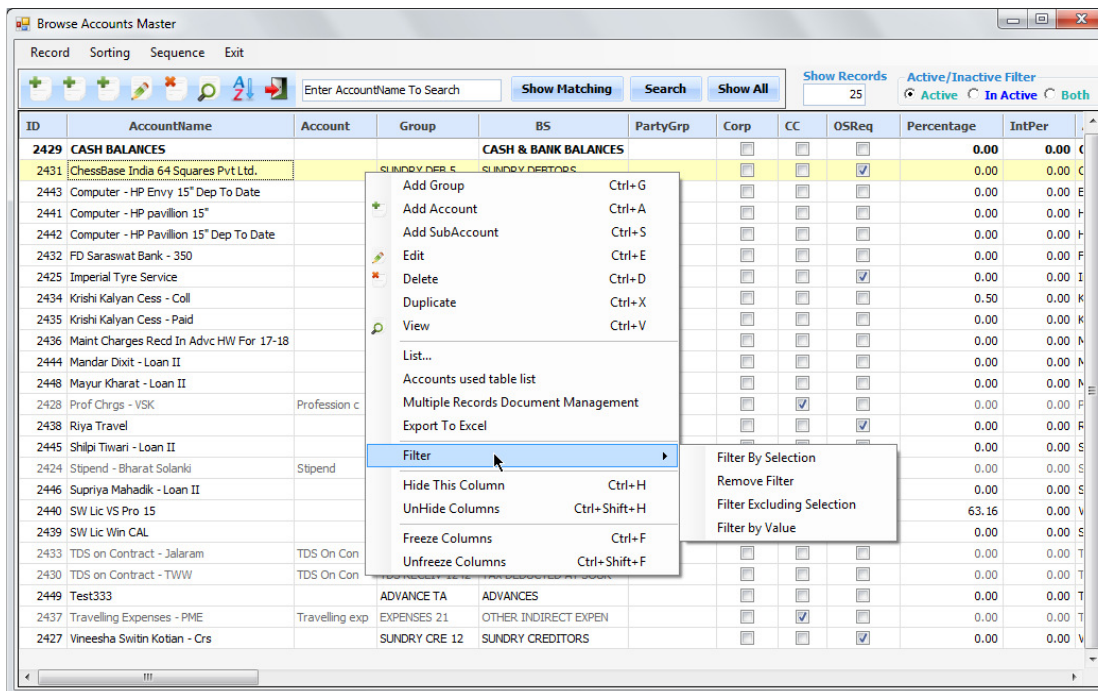 Browse Accounts Master
Record Sorting Sequence Exit
Enter AccountName To Search Show Matching Search Show All Show Records 25 Active/Inactive Filter Active In Active Both
ID AccountName Account Group BS PartyGrp Corp CC OSReq Percentage IntPer
2429 CASH BALANCES CASH & BANK BALANCES 0.00 0.00
2431 ChessBase India 64 Squares Pvt Ltd. SUNDRY DEB 5 SUNDRY DEBTORS 0.00 0.00
2443 Computer - HP Envy 15" Dep To Date 0.00 0.00 E
2441 Computer - HP pavillion 15" 0.00 0.00 H
2442 Computer - HP Pavillion 15" Dep To Date 0.00 0.00 H
2432 FD Saraswat Bank - 350 0.00 0.00 F
2425 Imperial Tyre Service 0.00 0.00 I
2434 Krishi Kalyan Cess - Coll 0.50 0.00 K
2435 Krishi Kalyan Cess - Paid 0.00 0.00 K
2436 Maint Charges Recd In Advc HW For 17-18 0.00 0.00 M
2444 Mandar Dixit - Loan II 0.00 0.00 M
2448 Mayur Kharat - Loan II 0.00 0.00 M
2428 Prof Chrgs - VSK Profession c 0.00 0.00 P
2438 Riya Travel 0.00 0.00 R
2445 Shilpi Tiwari - Loan II 0.00 0.00 S
2424 Stipend - Bharat Solanki Stipend 0.00 0.00 S
2446 Supriya Mahadik - Loan II 0.00 0.00 S
2440 SW Lic VS Pro 15 63.16 0.00 V
2439 SW Lic Win CAL 0.00 0.00 S
2433 TDS on Contract - Jalaram TDS On Con 0.00 0.00 T
2430 TDS on Contract - TWW TDS On Con 0.00 0.00 T
2449 Test333 ADVANCE TA ADVANCES 0.00 0.00 T
2437 Travelling Expenses - PME Travelling exp EXPENSES 21 OTHER INDIRECT EXPEN 0.00 0.00 T
2427 Vineesha Switin Kotian - Crs SUNDRY CRE 12 SUNDRY CREDITORS 0.00 0.00 V
Add Group Ctrl+G
Add Account Ctrl+A
Add SubAccount Ctrl+S
Edit Ctrl+E
Delete Ctrl+D
Duplicate Ctrl+X
View Ctrl+V
List...
Accounts used table list
Multiple Records Document Management
Export To Excel
Filter
Hide This Column Ctrl+H
UnHide Columns Ctrl+Shift+H
Freeze Columns Ctrl+F
Unfreeze Columns Ctrl+Shift+F
Filter By Selection
Remove Filter
Filter Excluding Selection
Filter by Value